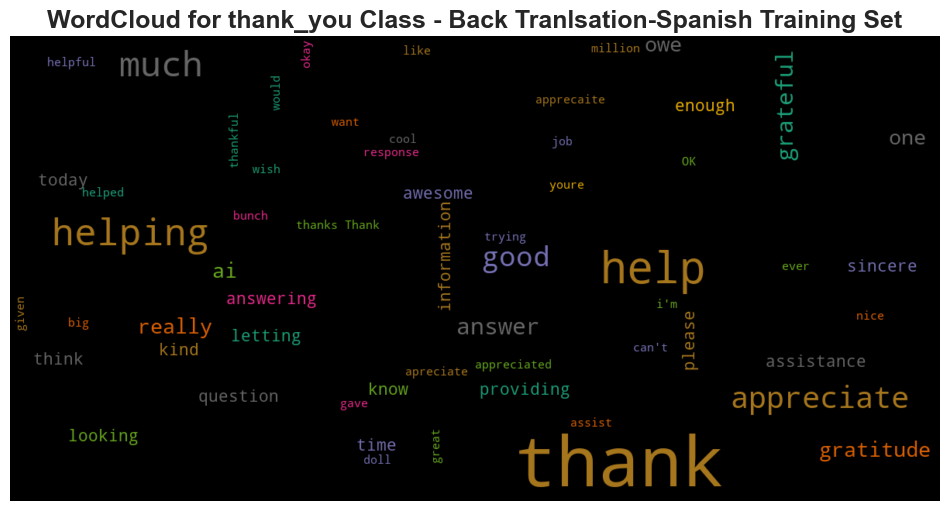 WordCloud for thank_you Class - Back Tranlsation-Spanish Training Set
helpful
much
okay
like
million
owe
would
apprecaite
enough
grateful
thankful
want
cool
response
job
one
OK
wish
today
helped
awesome
youre
bunch
thanks Thank
helping
information
trying
good
help
ever
sincere
ai
answering
i'm
given
big
really
letting
answer
nice
kind
can't
please
think
appreciated
assistance
apreciate
question
know
providing
gave
appreciate
looking
assist
time
doll
great
thank
gratitude